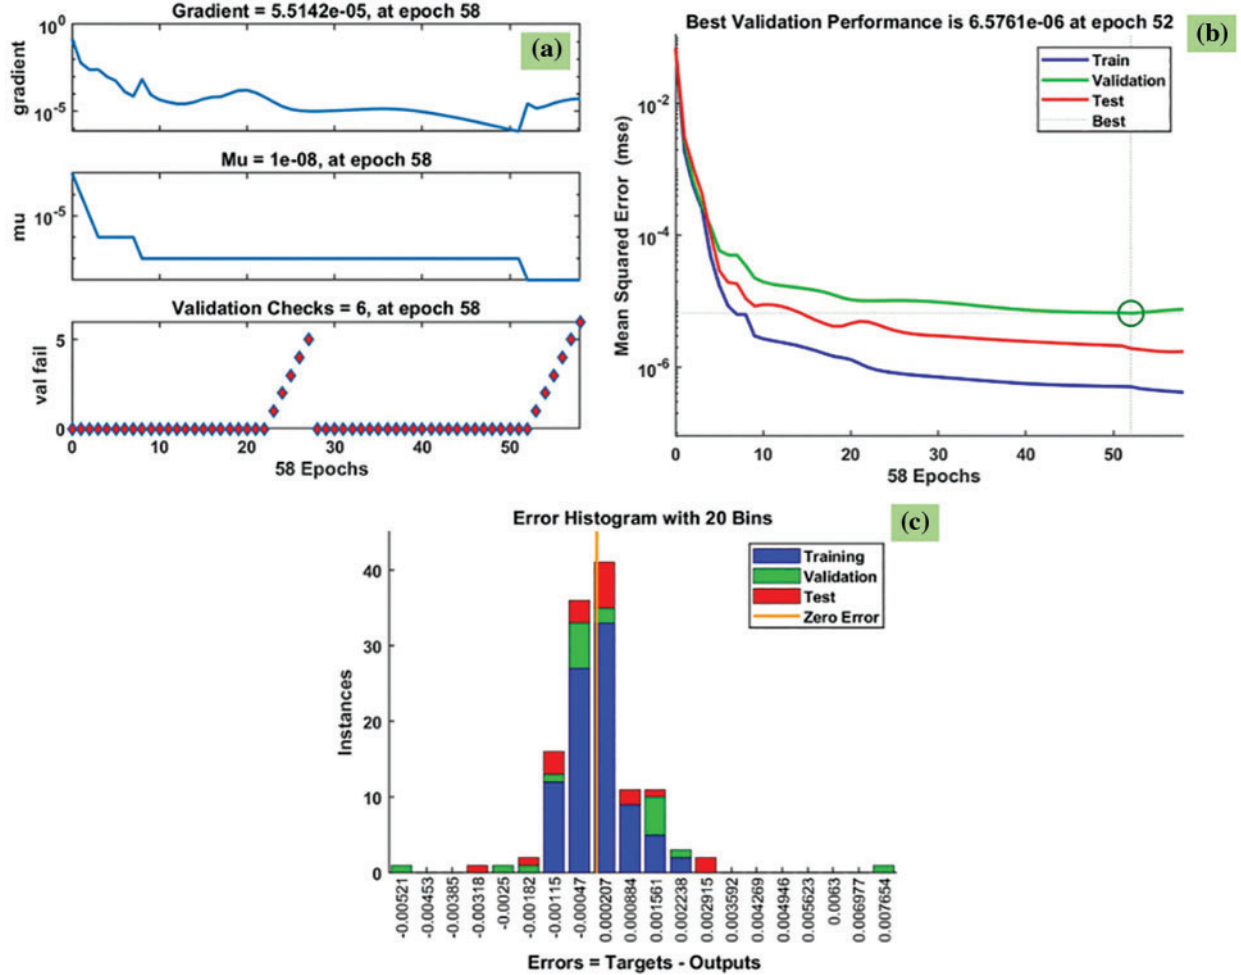 Gradient = 5.5142e-05, at epoch 58
(a)
gradient
10^0
10^-5
Mu = 1e-08, at epoch 58
mu
10^-5
Validation Checks = 6, at epoch 58
val fail
5
0
0 10 20 30 40 50
58 Epochs
Best Validation Performance is 6.5761e-06 at epoch 52
(b)
Train
Validation
Test
Best
Mean Squared Error (mse)
10^-2
10^-4
10^-6
0 10 20 30 40 50
58 Epochs
Error Histogram with 20 Bins
(c)
Training
Validation
Test
Zero Error
Instances
40
30
20
10
0
-0.00521
-0.00453
-0.00385
-0.00318
-0.0025
-0.00182
-0.00115
-0.00047
0.000207
0.000884
0.001561
0.002238
0.002915
0.003592
0.004269
0.004946
0.005623
0.0063
0.006977
0.007654
Errors = Targets - Outputs